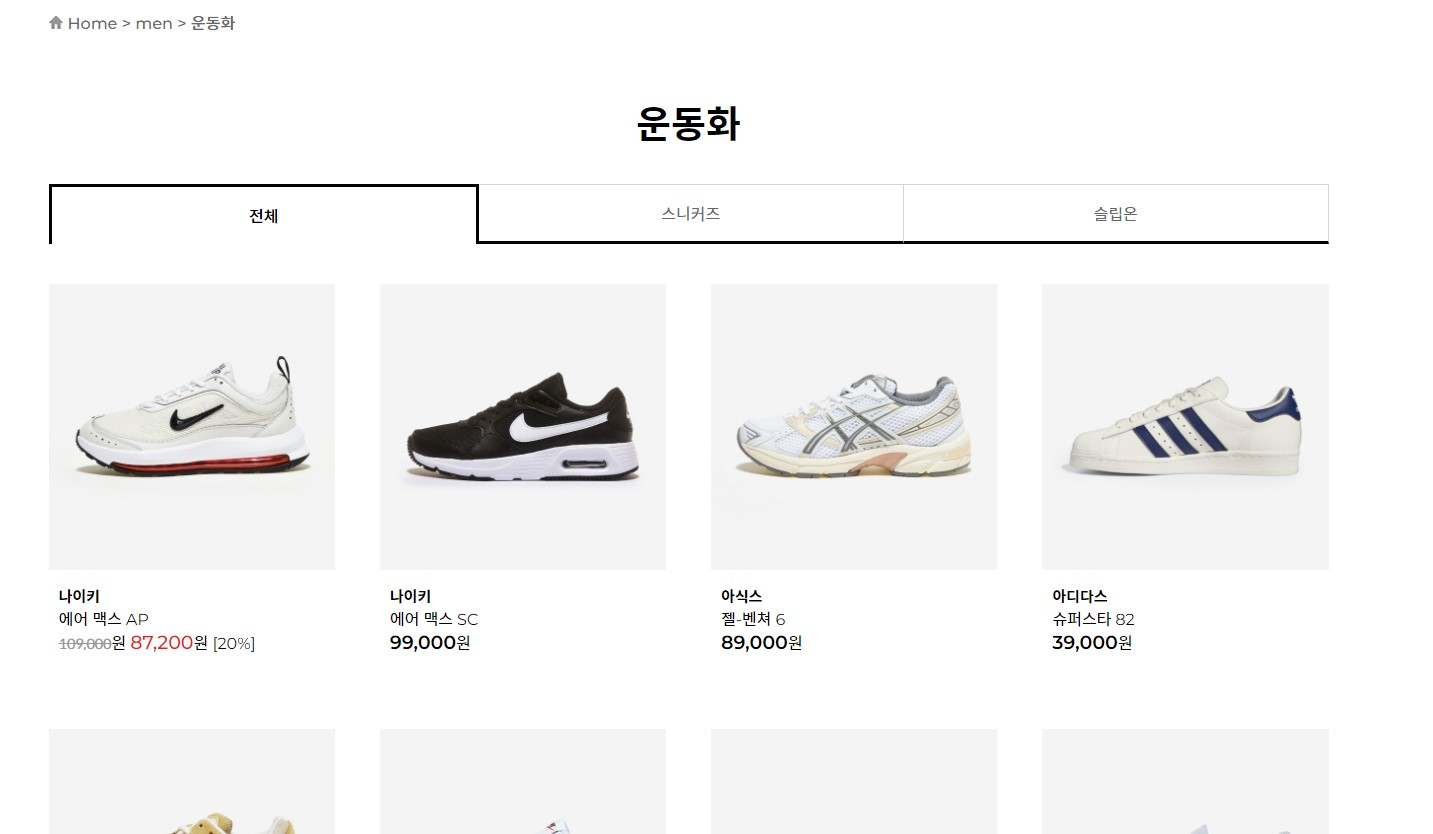 Home > men > 운동화
운동화
전체
스니커즈
슬립온
나이키
에어 맥스 AP
109,000원 87,200원 [20%]
나이키
에어 맥스 SC
99,000원
아식스
젤-벤쳐 6
89,000원
아디다스
슈퍼스타 82
39,000원